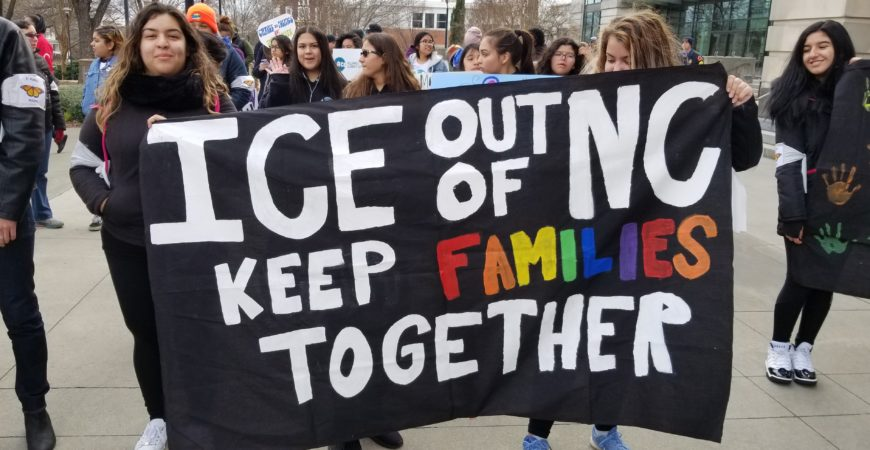 ICE OUT OF NC
KEEP FAMILIES
TOGETHER